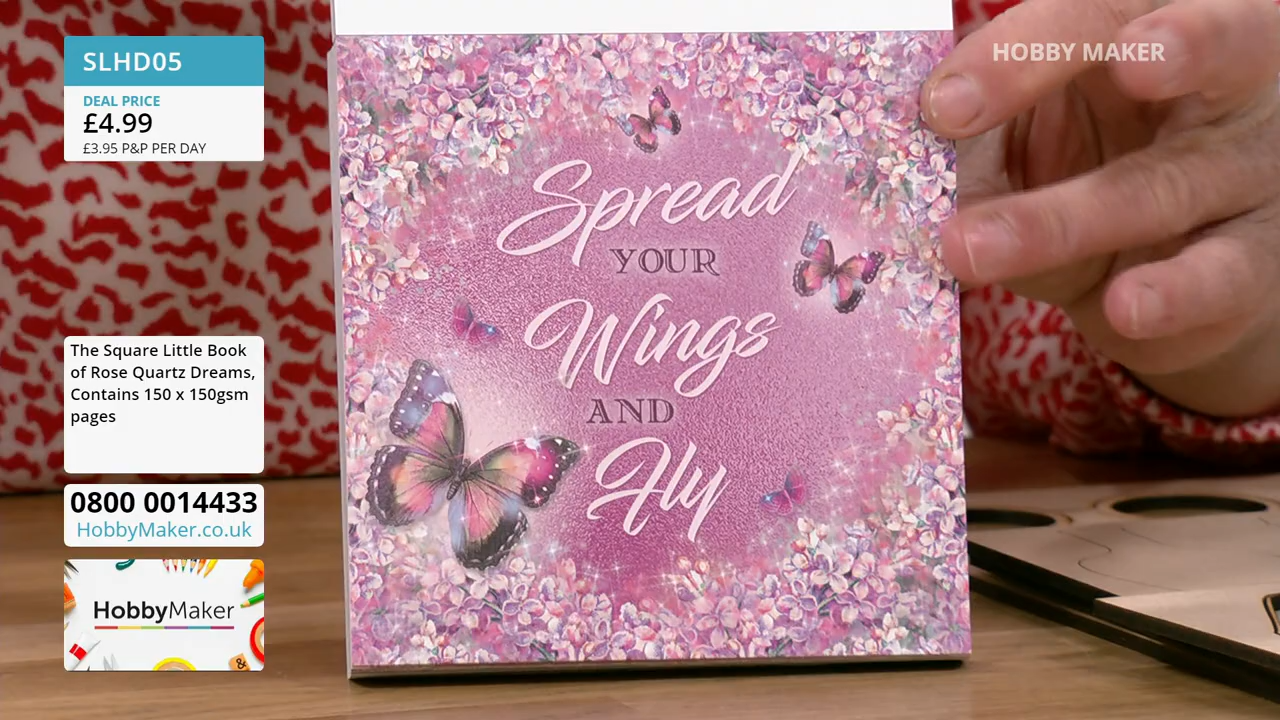 SLHD05
DEAL PRICE
£4.99
£3.95 P&P PER DAY
The Square Little Book
of Rose Quartz Dreams,
Contains 150 x 150gsm
pages
0800 0014433
HobbyMaker.co.uk
HobbyMaker
&
HOBBY MAKER
Spread
YOUR
Wings
AND
Fly